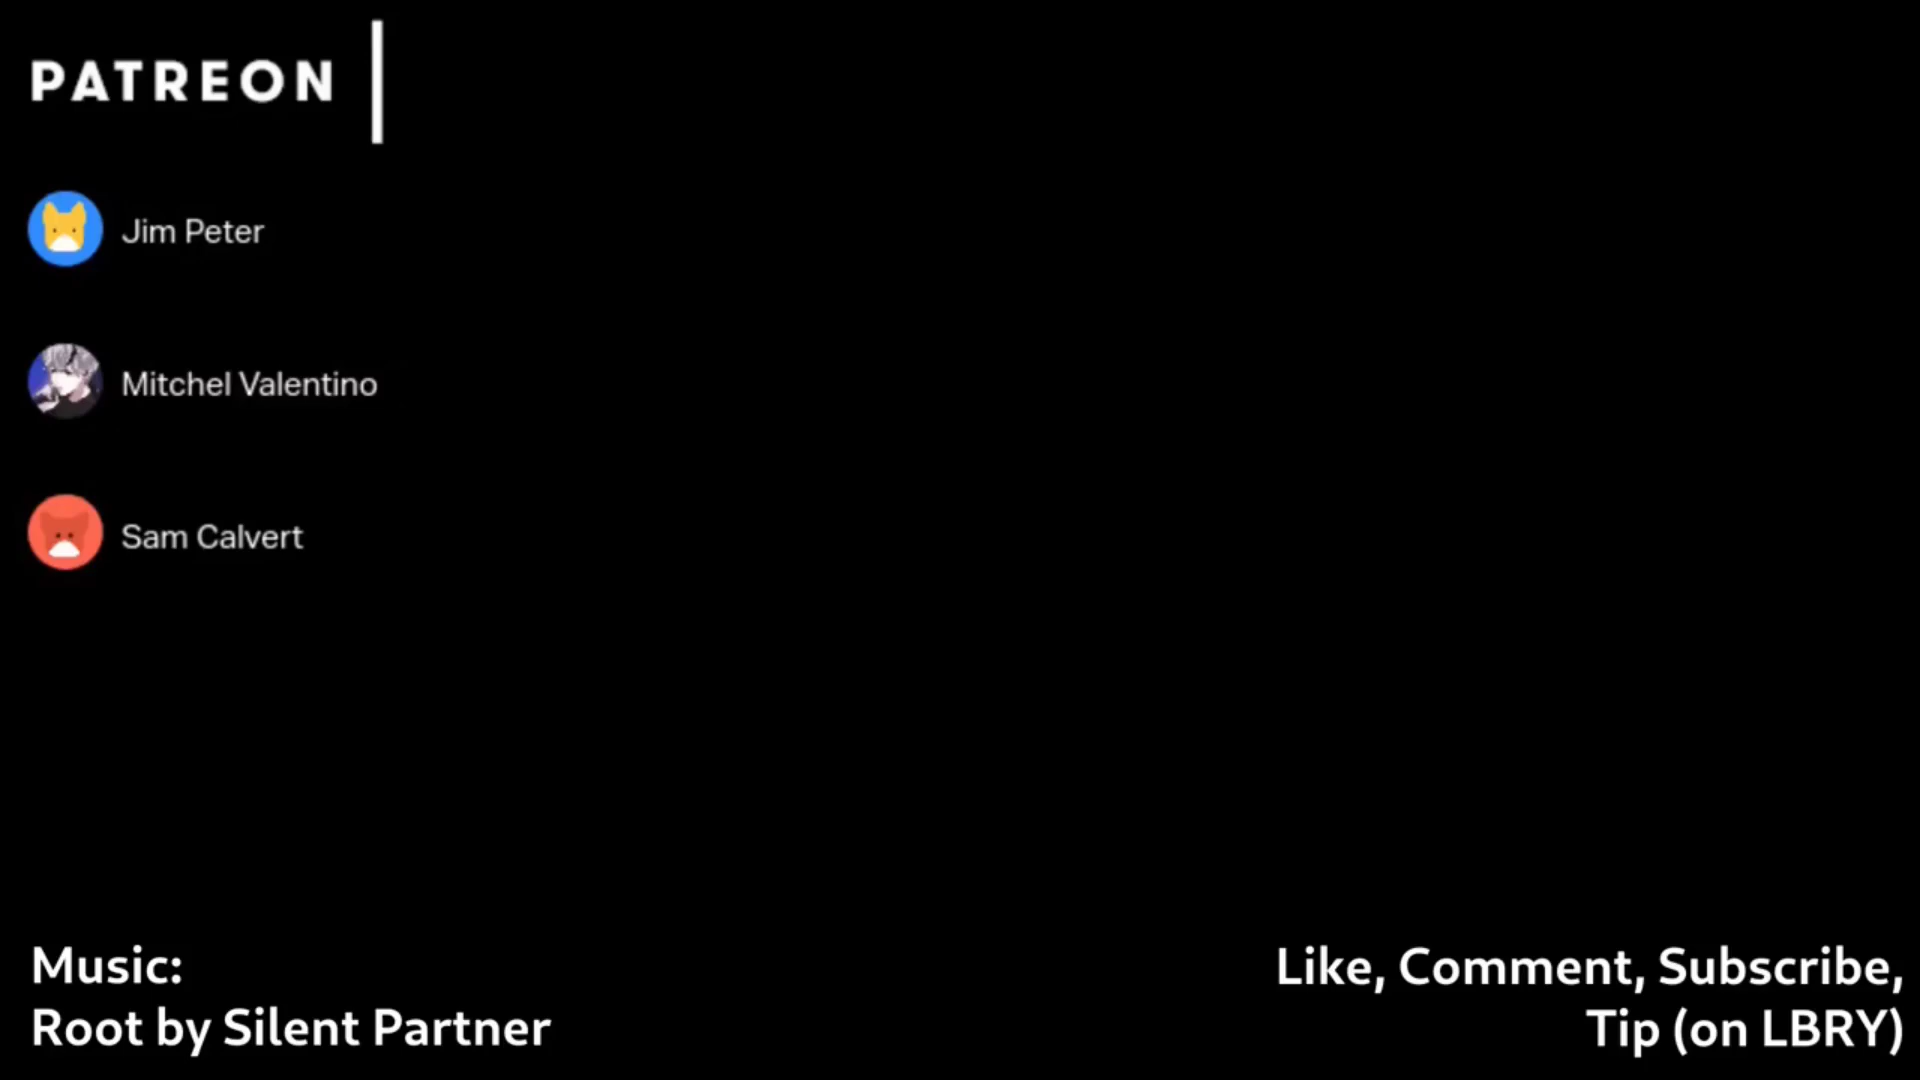 PATREON
Jim Peter
Mitchel Valentino
Sam Calvert
Music:
Root by Silent Partner
Like, Comment, Subscribe,
Tip (on LBRY)